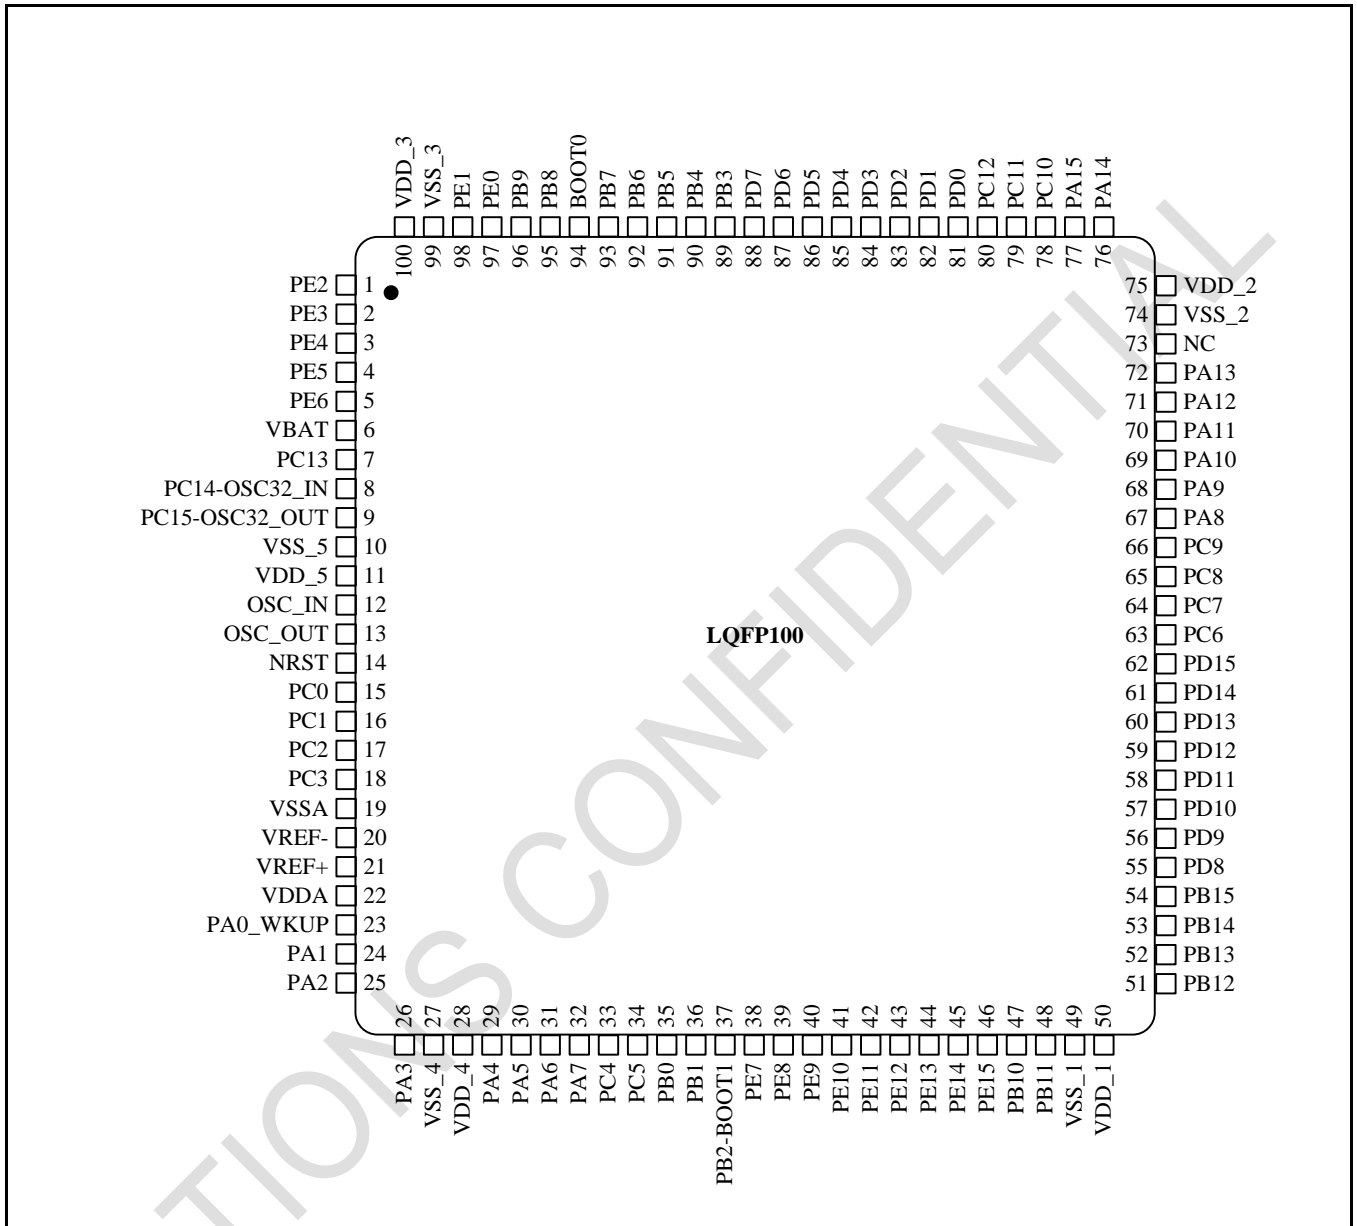 VDD_3
VSS_3
PE1
PE0
PB9
PB8
BOOT0
PB7
PB6
PB5
PB4
PB3
PD7
PD6
PD5
PD4
PD3
PD2
PD1
PD0
PC12
PC11
PC10
PA15
PA14
100
99
98
97
96
95
94
93
92
91
90
89
88
87
86
85
84
83
82
81
80
79
78
77
76
PE2 1
PE3 2
PE4 3
PE5 4
PE6 5
VBAT 6
PC13 7
PC14-OSC32_IN 8
PC15-OSC32_OUT 9
VSS_5 10
VDD_5 11
OSC_IN 12
OSC_OUT 13
NRST 14
PC0 15
PC1 16
PC2 17
PC3 18
VSSA 19
VREF- 20
VREF+ 21
VDDA 22
PA0_WKUP 23
PA1 24
PA2 25
LQFP100
75 VDD_2
74 VSS_2
73 NC
72 PA13
71 PA12
70 PA11
69 PA10
68 PA9
67 PA8
66 PC9
65 PC8
64 PC7
63 PC6
62 PD15
61 PD14
60 PD13
59 PD12
58 PD11
57 PD10
56 PD9
55 PD8
54 PB15
53 PB14
52 PB13
51 PB12
26
27
28
29
30
31
32
33
34
35
36
37
38
39
40
41
42
43
44
45
46
47
48
49
50
PA3
VSS_4
VDD_4
PA4
PA5
PA6
PA7
PC4
PC5
PB0
PB1
PB2-BOOT1
PE7
PE8
PE9
PE10
PE11
PE12
PE13
PE14
PE15
PB10
PB11
VSS_1
VDD_1
TIONS CONFIDENTIAL